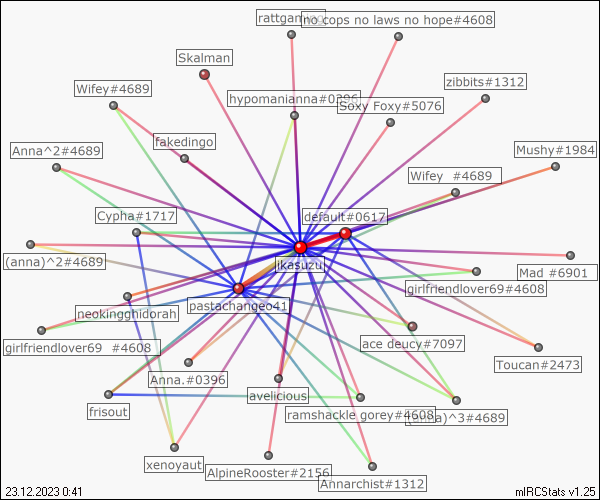 rattgaming
no cops no laws no hope#4608
Skalman
zibbits#1312
Wifey#4689
hypomanianna#0396
Soxy Foxy#5076
fakedingo
Anna^2#4689
Mushy#1984
Wifey #4689
Cypha#1717
default#0617
(anna)^2#4689
ikasuzu
Mad #6901
girlfriendlover69#4608
neokingghidorah
pastachangeo41
girlfriendlover69 #4608
ace deucy#7097
Toucan#2473
Anna.#0396
avelicious
frisout
ramshackle gorey#4608
(anna)^3#4689
xenoyaut
AlpineRooster#2156
Annarchist#1312
23.12.2023 0:41
mIRCStats v1.25